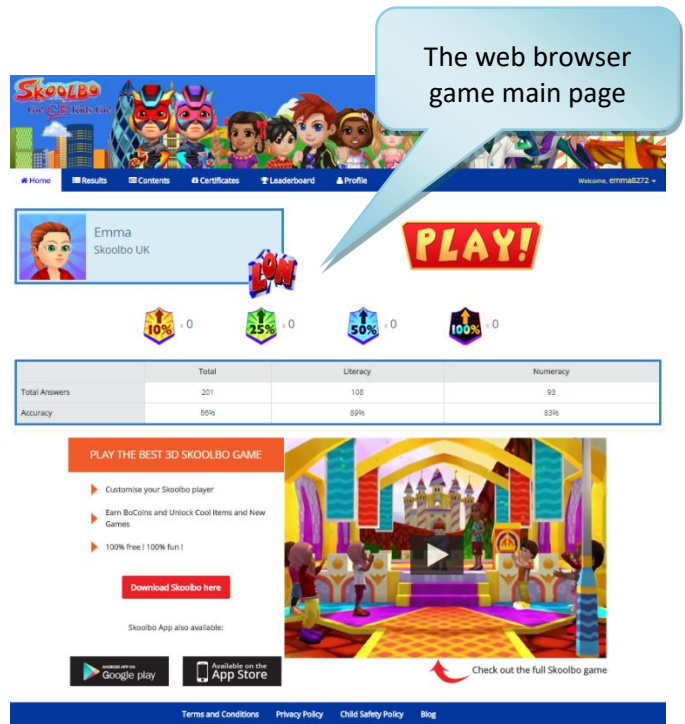 The web browser
game main page
SKOOLBO
Home Results Contents Certificates Leaderboard Profile Welcome, emma8272
Emma
Skoolbo UK
LON
PLAY!
10% x 0 25% x 0 50% x 0 100% x 0
Total Literacy Numeracy
Total Answers 201 108 93
Accuracy 86% 89% 83%
PLAY THE BEST 3D SKOOLBO GAME
Customise your Skoolbo player
Earn BoCoins and Unlock Cool Items and New
Games
100% free ! 100% fun !
Download Skoolbo here
Skoolbo App also available:
ANDROID APP ON
Google play
Available on the
App Store
Check out the full Skoolbo game
Terms and Conditions Privacy Policy Child Safety Policy Blog